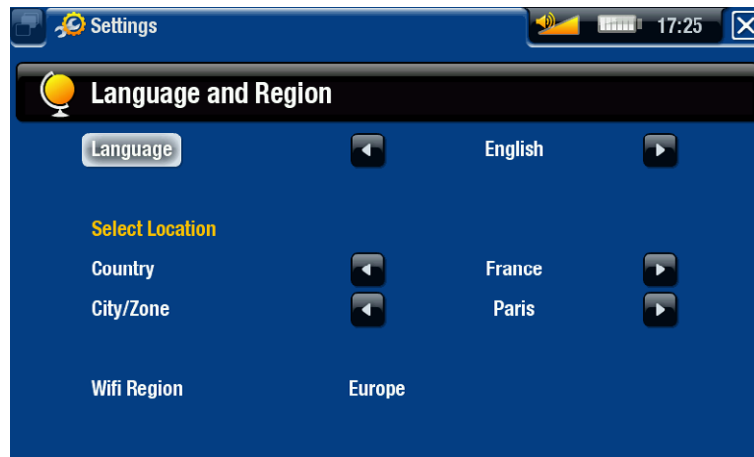 Settings 17:25
Language and Region
Language English
Select Location
Country France
City/Zone Paris
Wifi Region Europe